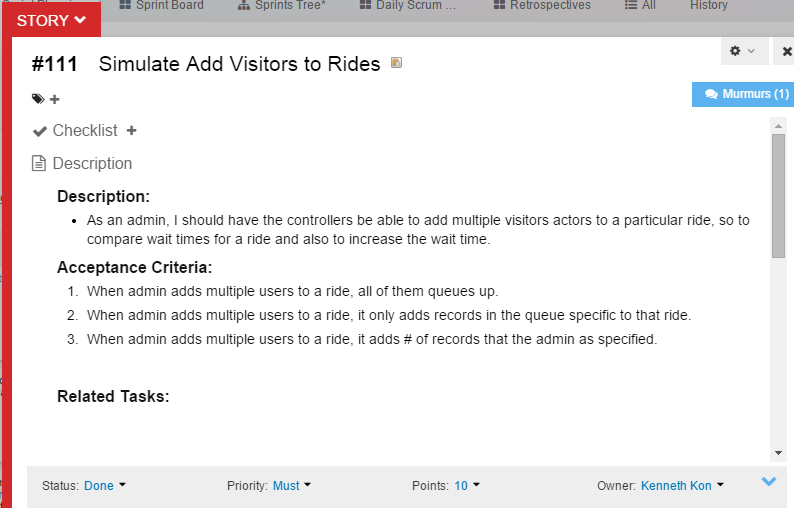 Sprint Board Sprints Tree* Daily Scrum ... Retrospectives All History
STORY
#111 Simulate Add Visitors to Rides
Murmurs (1)
Checklist
Description
Description:
As an admin, I should have the controllers be able to add multiple visitors actors to a particular ride, so to
compare wait times for a ride and also to increase the wait time.
Acceptance Criteria:
1. When admin adds multiple users to a ride, all of them queues up.
2. When admin adds multiple users to a ride, it only adds records in the queue specific to that ride.
3. When admin adds multiple users to a ride, it adds # of records that the admin as specified.
Related Tasks:
Status: Done Priority: Must Points: 10 Owner: Kenneth Kon